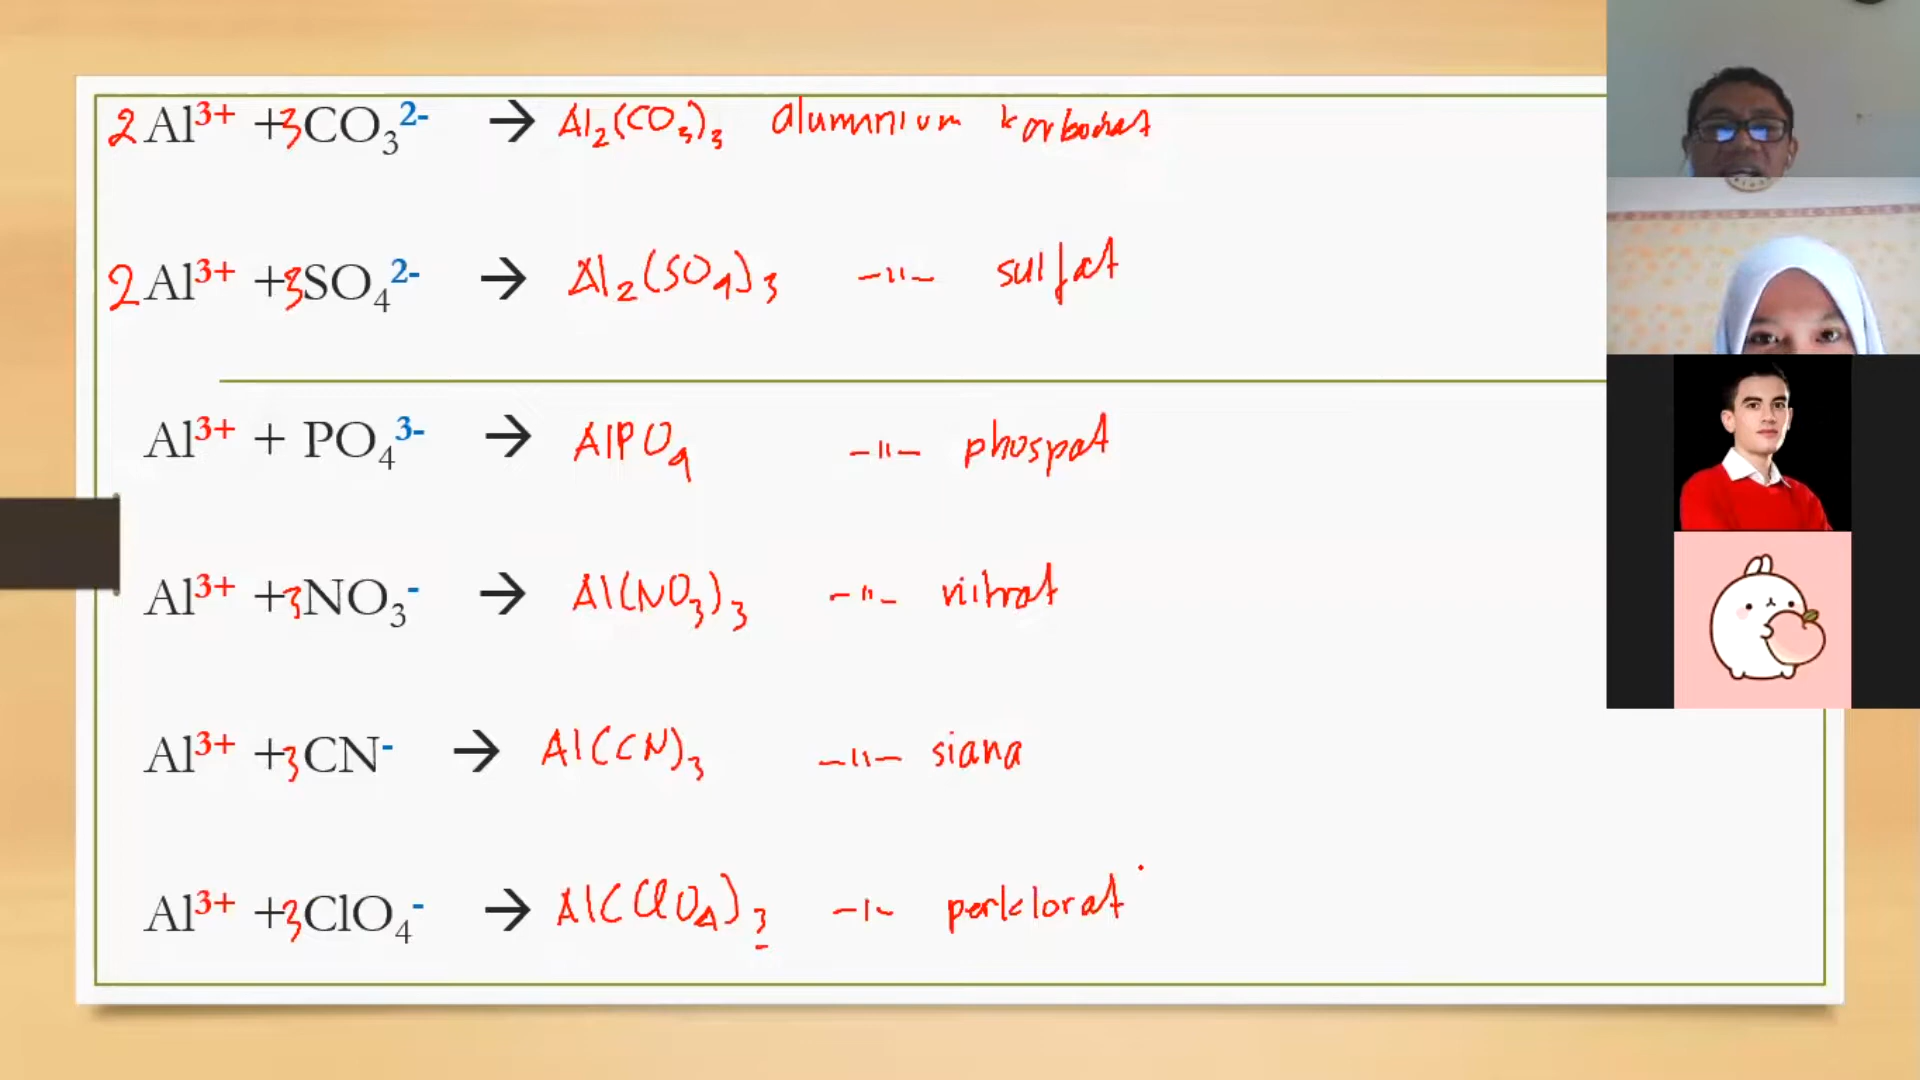 2Al³⁺ +3CO₃²⁻ → Al₂(CO₃)₃ aluminium karbonat
2Al³⁺ +3SO₄²⁻ → Al₂(SO₄)₃ -"- sulfat
Al³⁺ + PO₄³⁻ → AlPO₄ -"- phospat
Al³⁺ +3NO₃⁻ → Al(NO₃)₃ -"- nitrat
Al³⁺ +3CN⁻ → Al(CN)₃ -"- siana
Al³⁺ +3ClO₄⁻ → Al(ClO₄)₃ -ı- perklorat